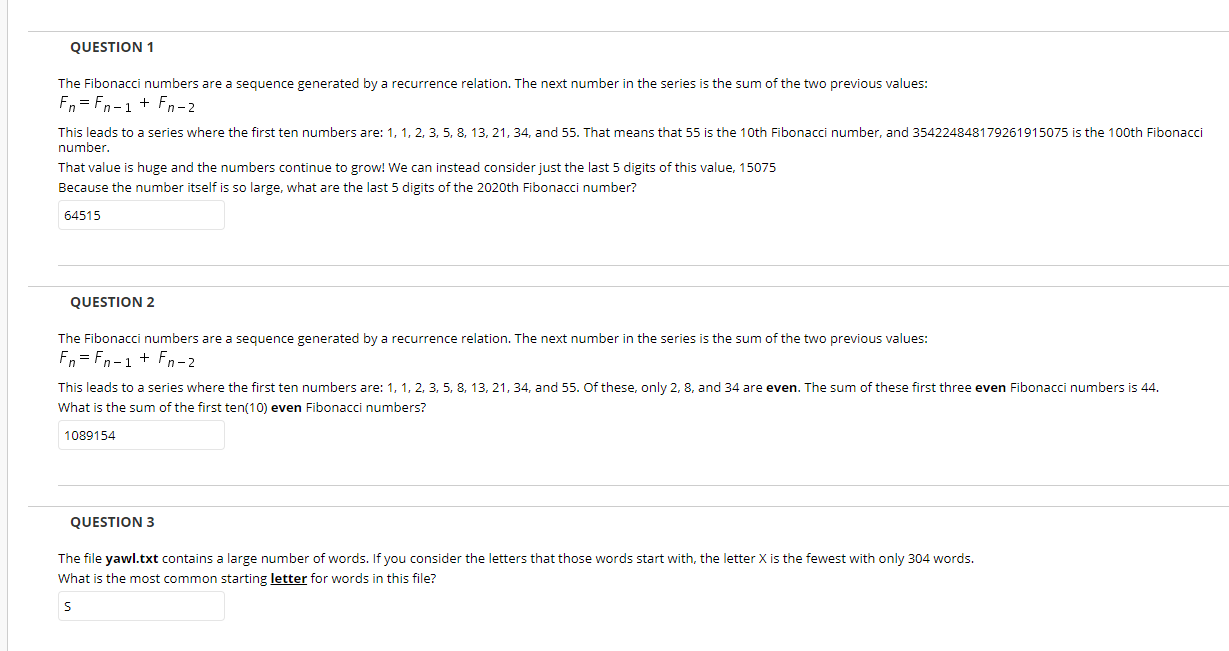 QUESTION 1
The Fibonacci numbers are a sequence generated by a recurrence relation. The next number in the series is the sum of the two previous values:
Fn = Fn − 1 + Fn − 2
This leads to a series where the first ten numbers are: 1, 1, 2, 3, 5, 8, 13, 21, 34, and 55. That means that 55 is the 10th Fibonacci number, and 354224848179261915075 is the 100th Fibonacci
number.
That value is huge and the numbers continue to grow! We can instead consider just the last 5 digits of this value, 15075
Because the number itself is so large, what are the last 5 digits of the 2020th Fibonacci number?
64515
QUESTION 2
The Fibonacci numbers are a sequence generated by a recurrence relation. The next number in the series is the sum of the two previous values:
Fn = Fn − 1 + Fn − 2
This leads to a series where the first ten numbers are: 1, 1, 2, 3, 5, 8, 13, 21, 34, and 55. Of these, only 2, 8, and 34 are even. The sum of these first three even Fibonacci numbers is 44.
What is the sum of the first ten(10) even Fibonacci numbers?
1089154
QUESTION 3
The file yawl.txt contains a large number of words. If you consider the letters that those words start with, the letter X is the fewest with only 304 words.
What is the most common starting letter for words in this file?
S